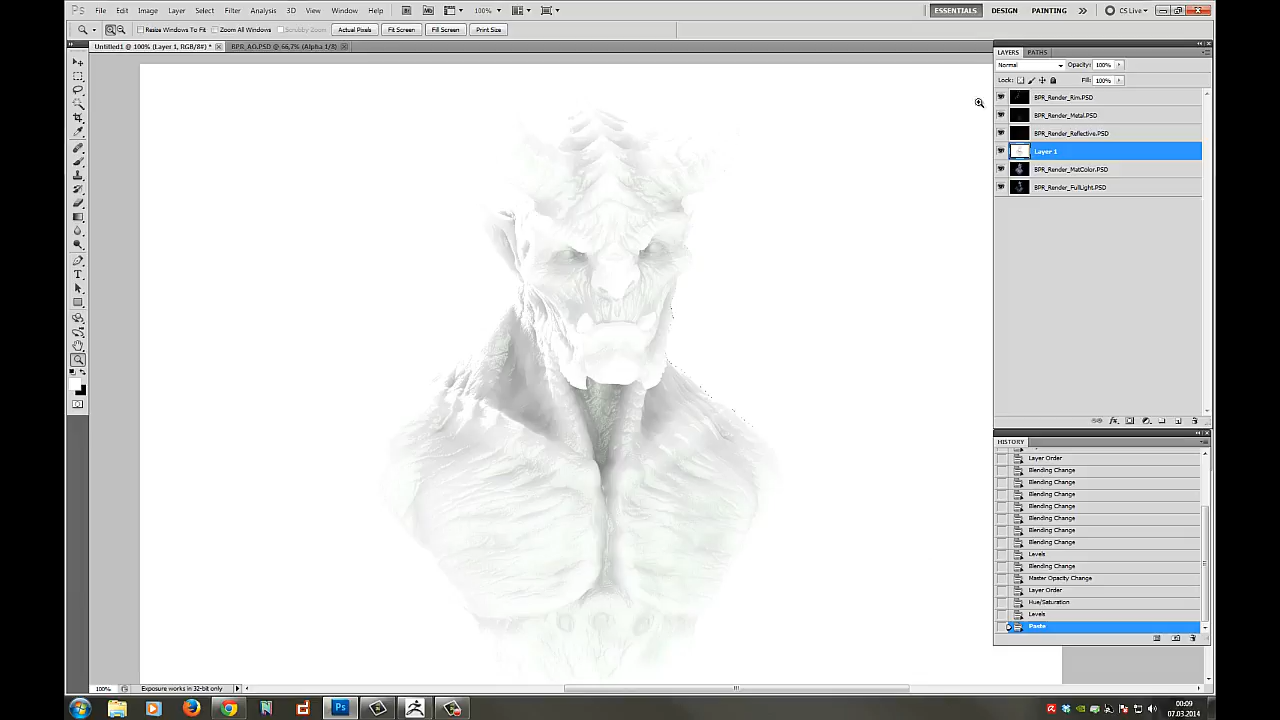 Ps File Edit Image Layer Select Filter Analysis 3D View Window Help Br Mb 100% ESSENTIALS DESIGN PAINTING CS Live
Resize Windows To Fit Zoom All Windows Scrubby Zoom Actual Pixels Fit Screen Fill Screen Print Size
Untitled1 @ 100% (Layer 1, RGB/8#) * BPR_AO.PSD @ 66,7% (Alpha 1/8)
LAYERS PATHS
Normal Opacity: 100%
Lock: Fill: 100%
BPR_Render_Rim.PSD
BPR_Render_Metal.PSD
BPR_Render_Reflective.PSD
Layer 1
BPR_Render_MatColor.PSD
BPR_Render_FullLight.PSD
HISTORY
Layer Order
Blending Change
Blending Change
Blending Change
Blending Change
Blending Change
Blending Change
Blending Change
Levels
Blending Change
Master Opacity Change
Layer Order
Hue/Saturation
Levels
Paste
100% Exposure works in 32-bit only
00:09
07.03.2014